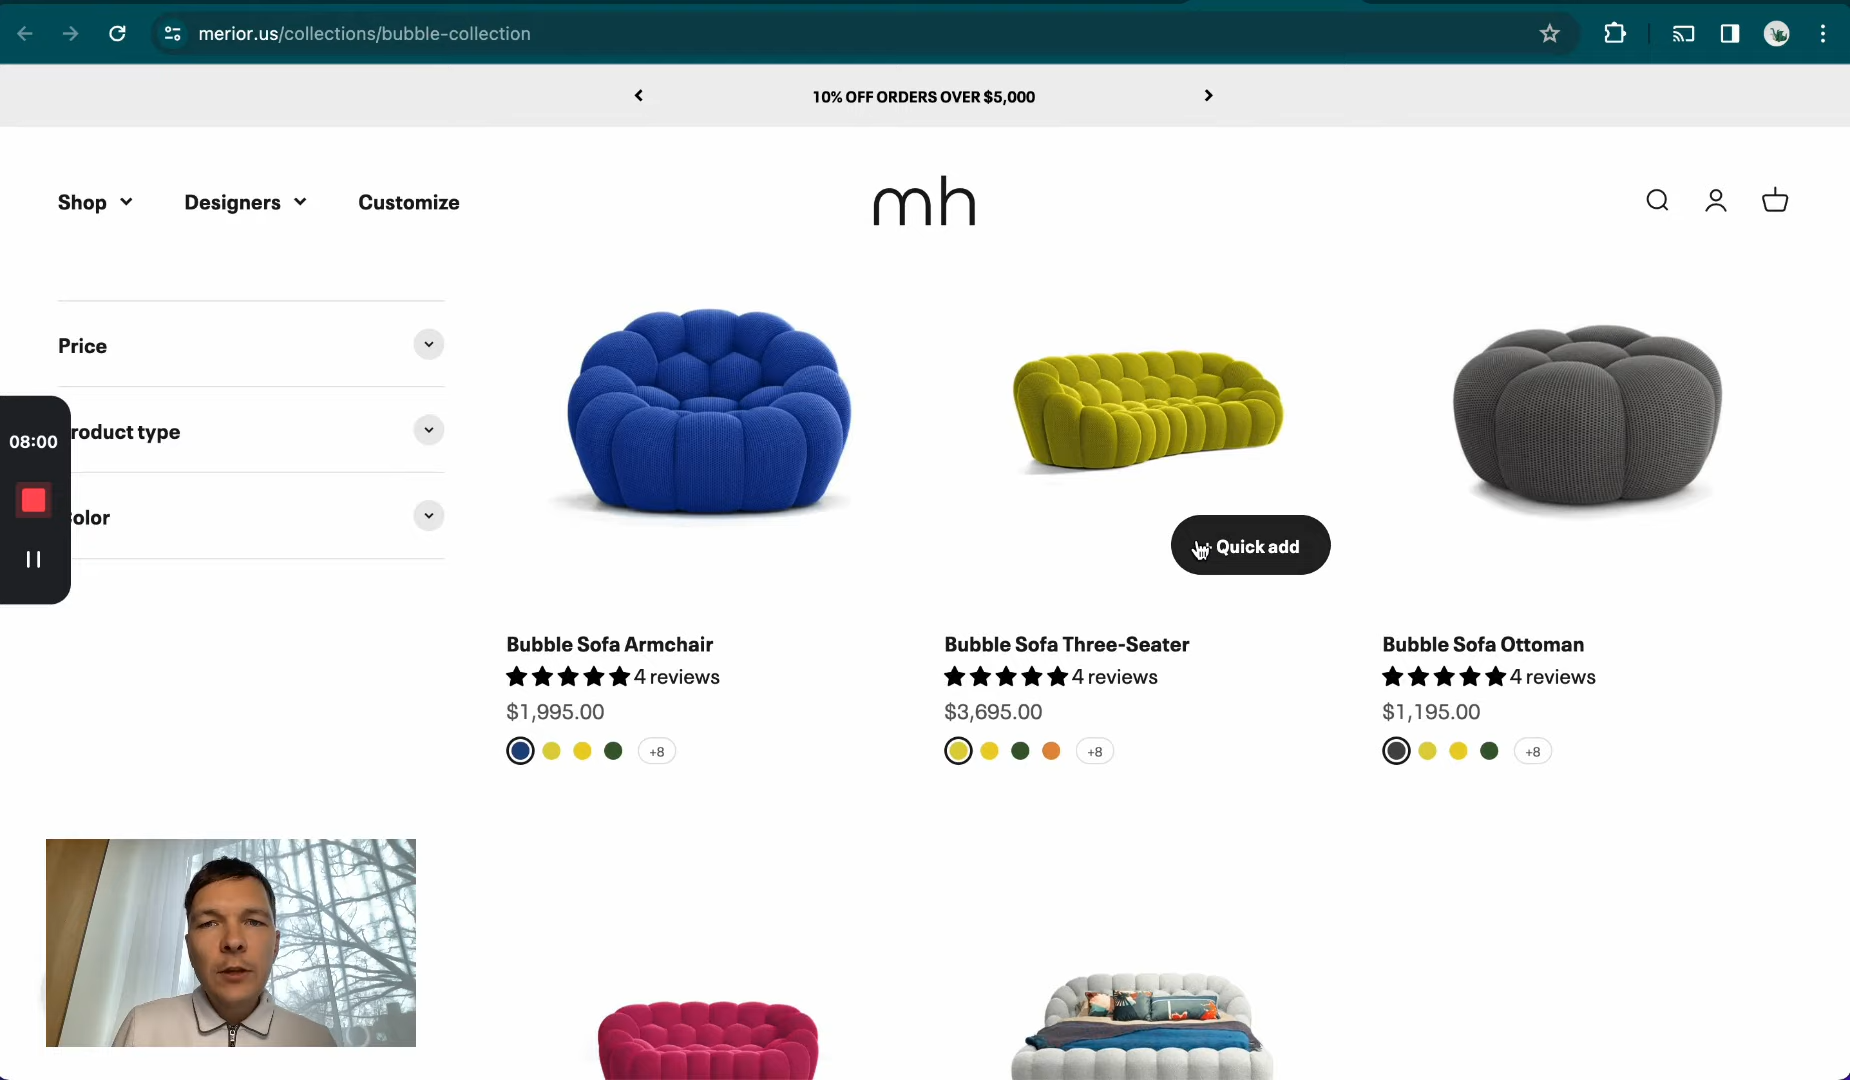 merior.us/collections/bubble-collection
10% OFF ORDERS OVER $5,000
Shop
Designers
Customize
mh
Price
roduct type
olor
08:00
Quick add
Bubble Sofa Armchair
4 reviews
$1,995.00
+8
Bubble Sofa Three-Seater
4 reviews
$3,695.00
+8
Bubble Sofa Ottoman
4 reviews
$1,195.00
+8